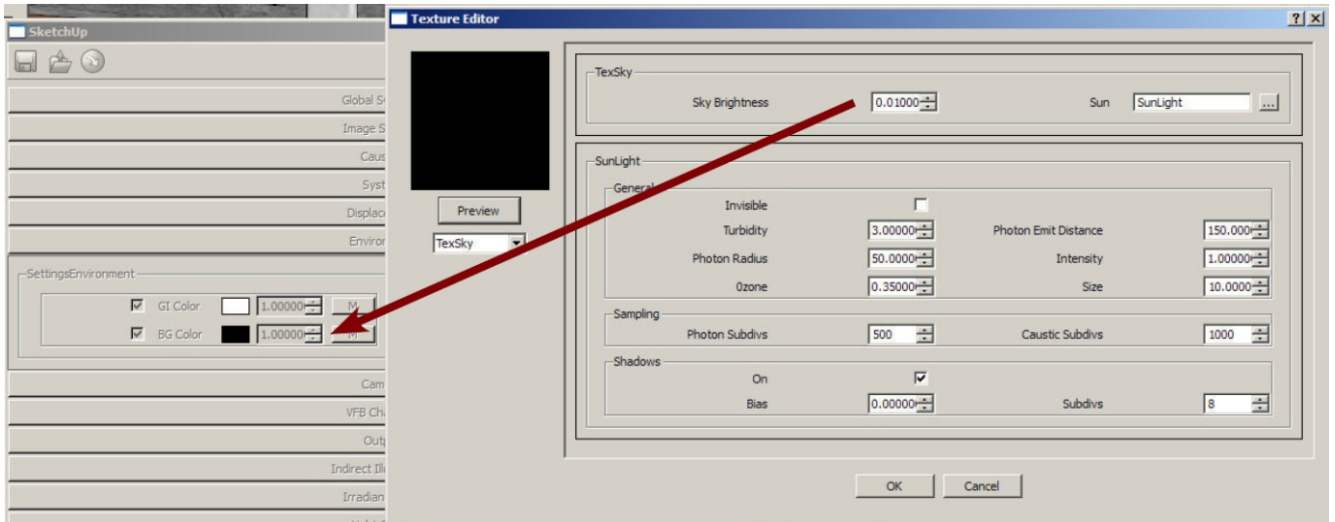 SketchUp
Global S
Image S
Caus
Syst
Displac
Environ
SettingsEnvironment
GI Color 1.00000 M
BG Color 1.00000 M
Cam
VFB Ch
Outp
Indirect Ill
Irradian
Texture Editor
Preview
TexSky
TexSky
Sky Brightness 0.01000 Sun SunLight ...
SunLight
General
Invisible
Turbidity 3.00000 Photon Emit Distance 150.000
Photon Radius 50.0000 Intensity 1.00000
Ozone 0.35000 Size 10.0000
Sampling
Photon Subdivs 500 Caustic Subdivs 1000
Shadows
On
Bias 0.00000 Subdivs 8
OK Cancel